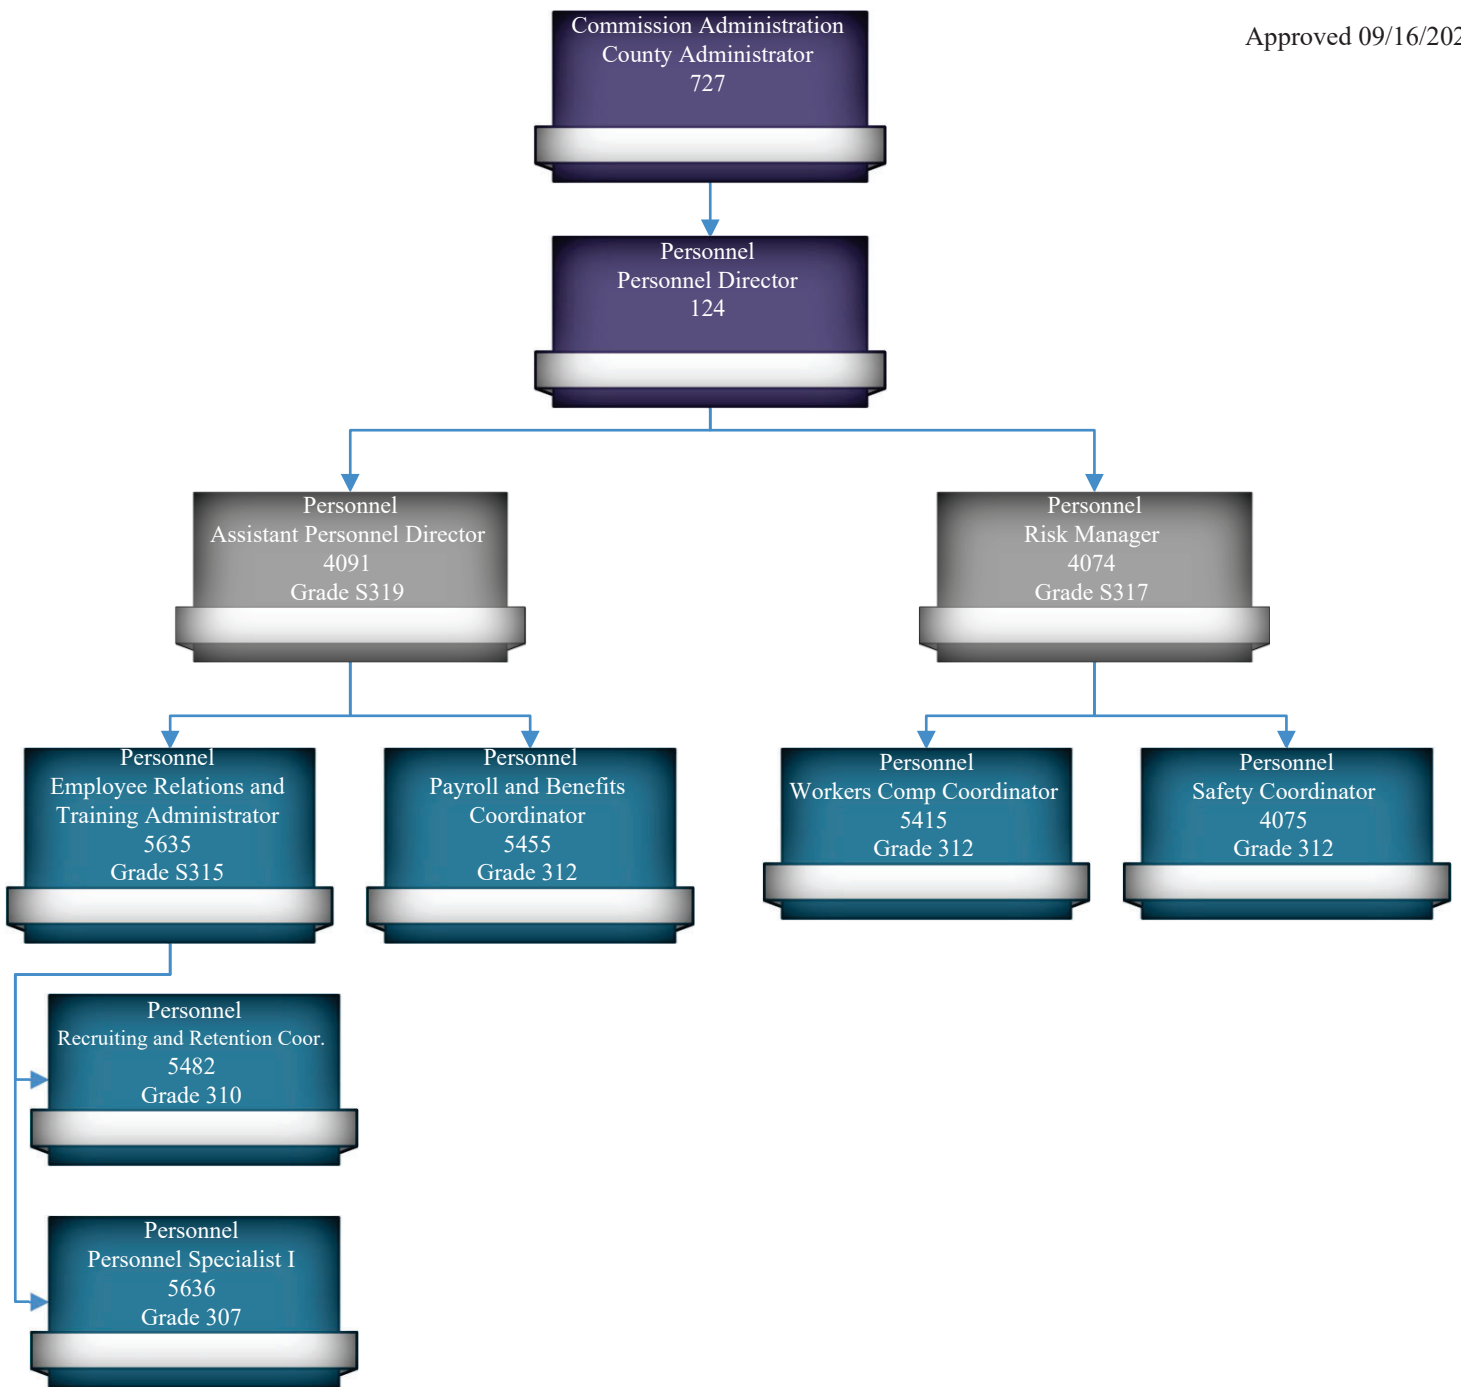 Commission Administration
County Administrator
727
Approved 09/16/202
Personnel
Personnel Director
124
Personnel
Assistant Personnel Director
4091
Grade S319
Personnel
Risk Manager
4074
Grade S317
Personnel
Employee Relations and
Training Administrator
5635
Grade S315
Personnel
Payroll and Benefits
Coordinator
5455
Grade 312
Personnel
Workers Comp Coordinator
5415
Grade 312
Personnel
Safety Coordinator
4075
Grade 312
Personnel
Recruiting and Retention Coor.
5482
Grade 310
Personnel
Personnel Specialist I
5636
Grade 307